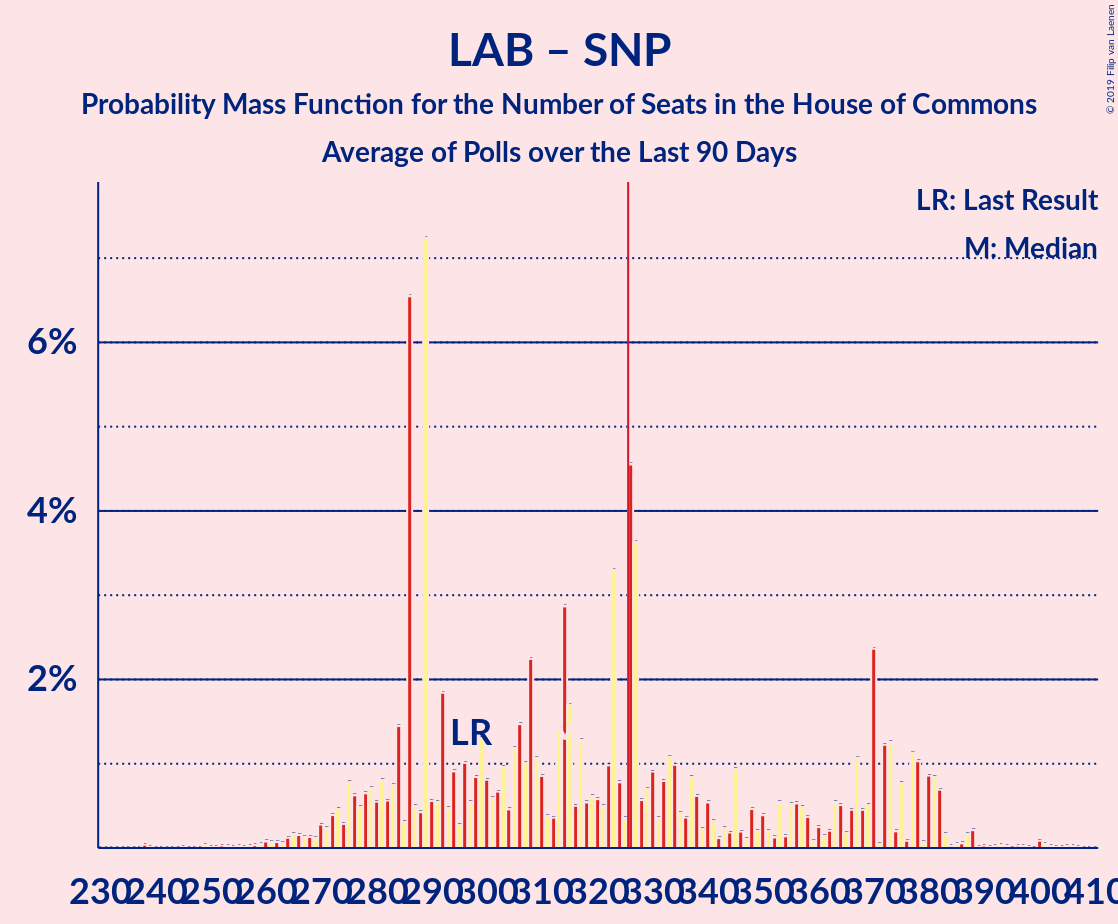 LAB – SNP
Probability Mass Function for the Number of Seats in the House of Commons
Average of Polls over the Last 90 Days
© 2019 Filip van Laenen
LR: Last Result
M: Median
6%
4%
2%
LR
230 240 250 260 270 280 290 300 310 320 330 340 350 360 370 380 390 400 410